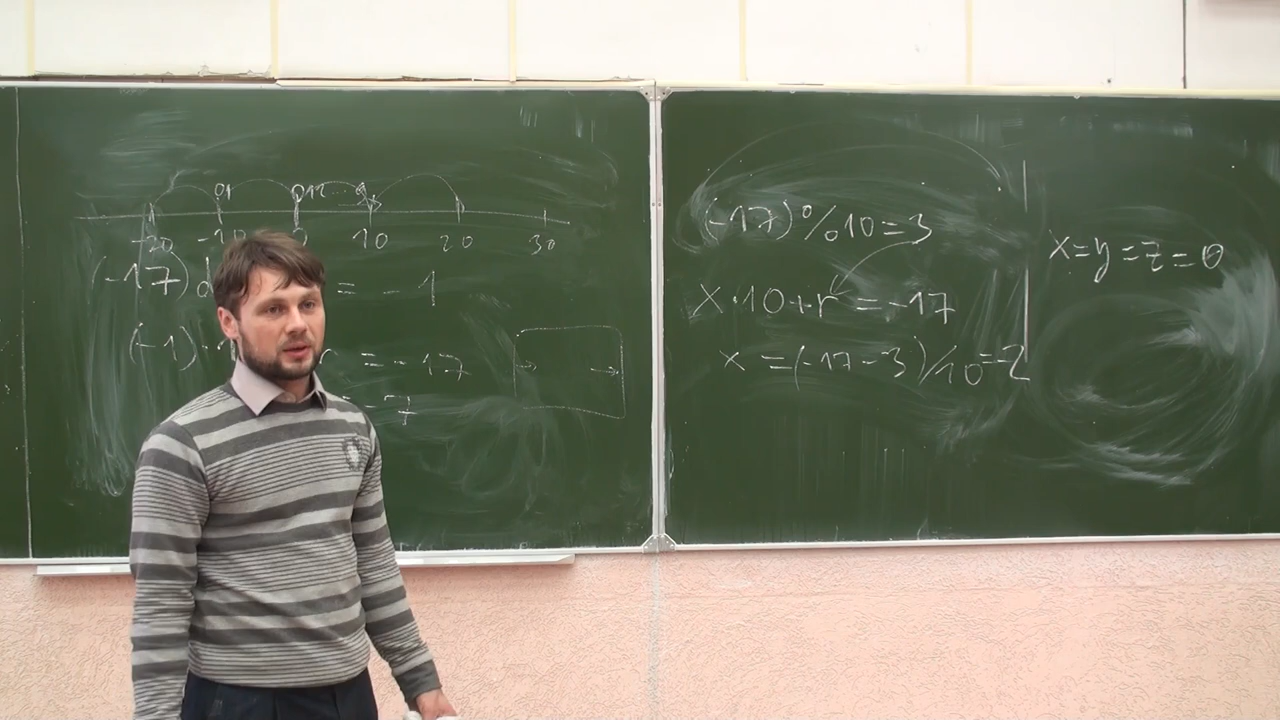 -20 -10 0 10 20 30
(-17)d = -1
(-1) r = -17
-7
(-17)%10=3
x·10+r=-17
x =(-17-3)/10=-2
x=y=z=0